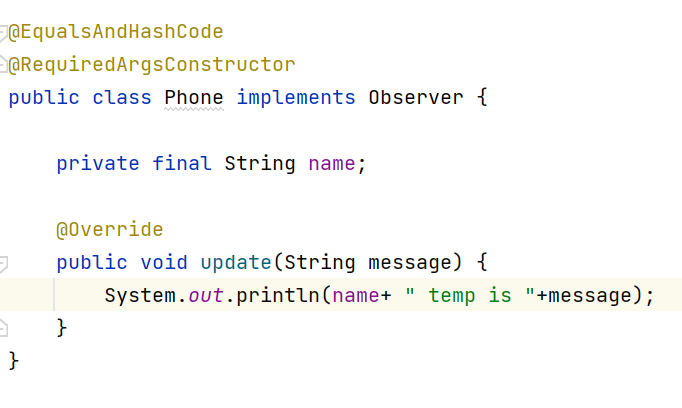 @EqualsAndHashCode
@RequiredArgsConstructor
public class Phone implements Observer {
    private final String name;
    @Override
    public void update(String message) {
        System.out.println(name+ " temp is "+message);
    }
}